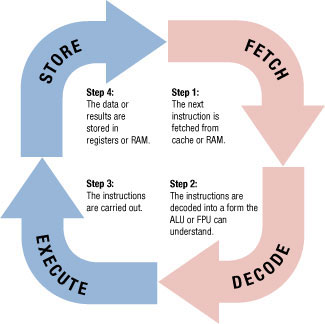 STORE
FETCH
Step 4:
The data or
results are
stored in
registers or RAM.
Step 1:
The next
instruction is
fetched from
cache or RAM.
Step 3:
The instructions
are carried out.
Step 2:
The instructions are
decoded into a form the
ALU or FPU can
understand.
EXECUTE
DECODE